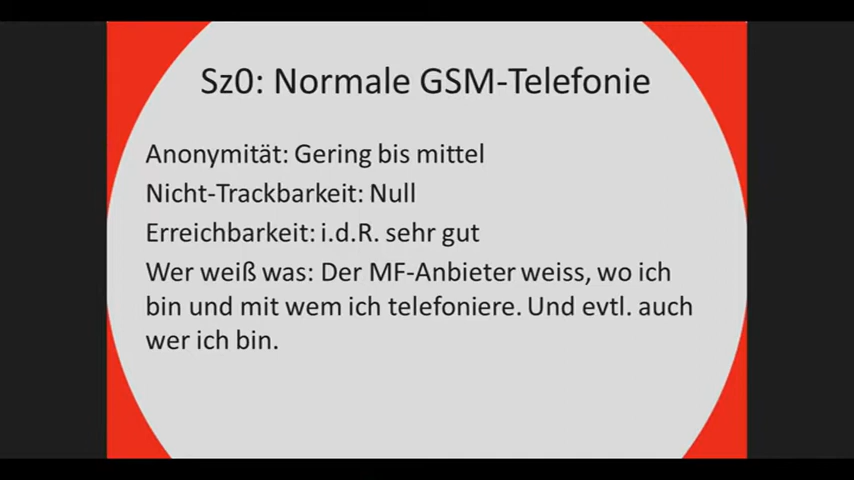 Sz0: Normale GSM-Telefonie
Anonymität: Gering bis mittel
Nicht-Trackbarkeit: Null
Erreichbarkeit: i.d.R. sehr gut
Wer weiß was: Der MF-Anbieter weiss, wo ich
bin und mit wem ich telefoniere. Und evtl. auch
wer ich bin.